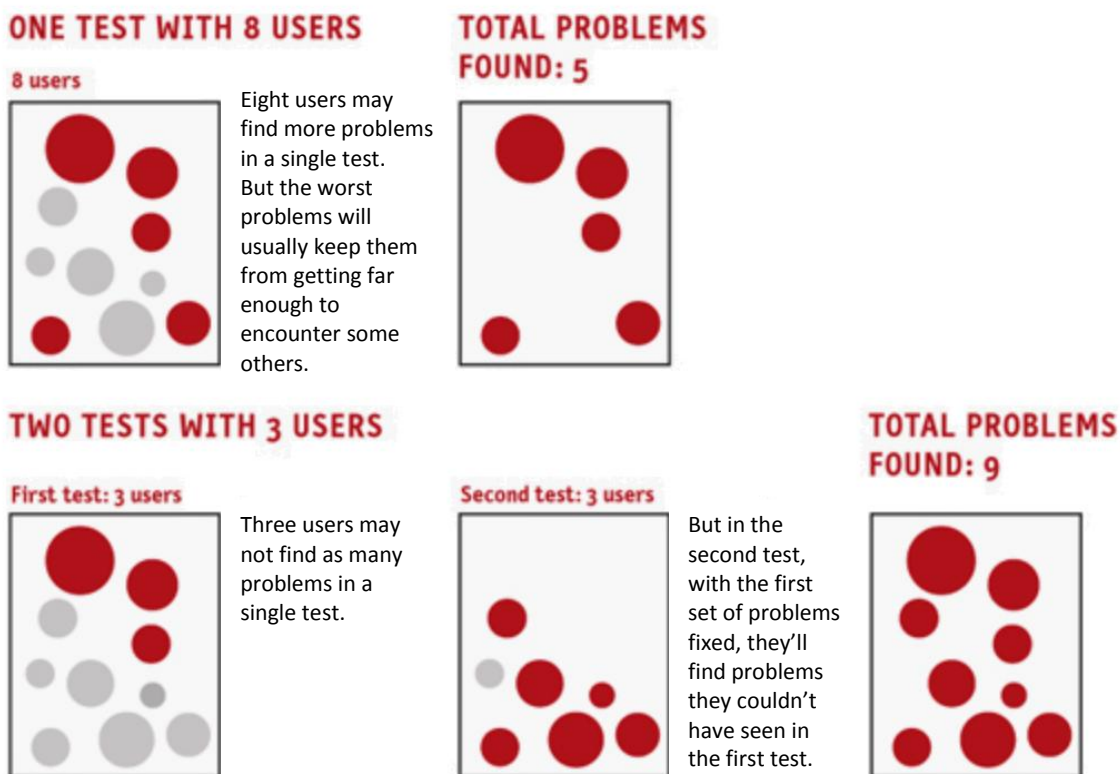 ONE TEST WITH 8 USERS
8 users
Eight users may
find more problems
in a single test.
But the worst
problems will
usually keep them
from getting far
enough to
encounter some
others.
TOTAL PROBLEMS
FOUND: 5
TWO TESTS WITH 3 USERS
First test: 3 users
Three users may
not find as many
problems in a
single test.
Second test: 3 users
But in the
second test,
with the first
set of problems
fixed, they’ll
find problems
they couldn’t
have seen in
the first test.
TOTAL PROBLEMS
FOUND: 9